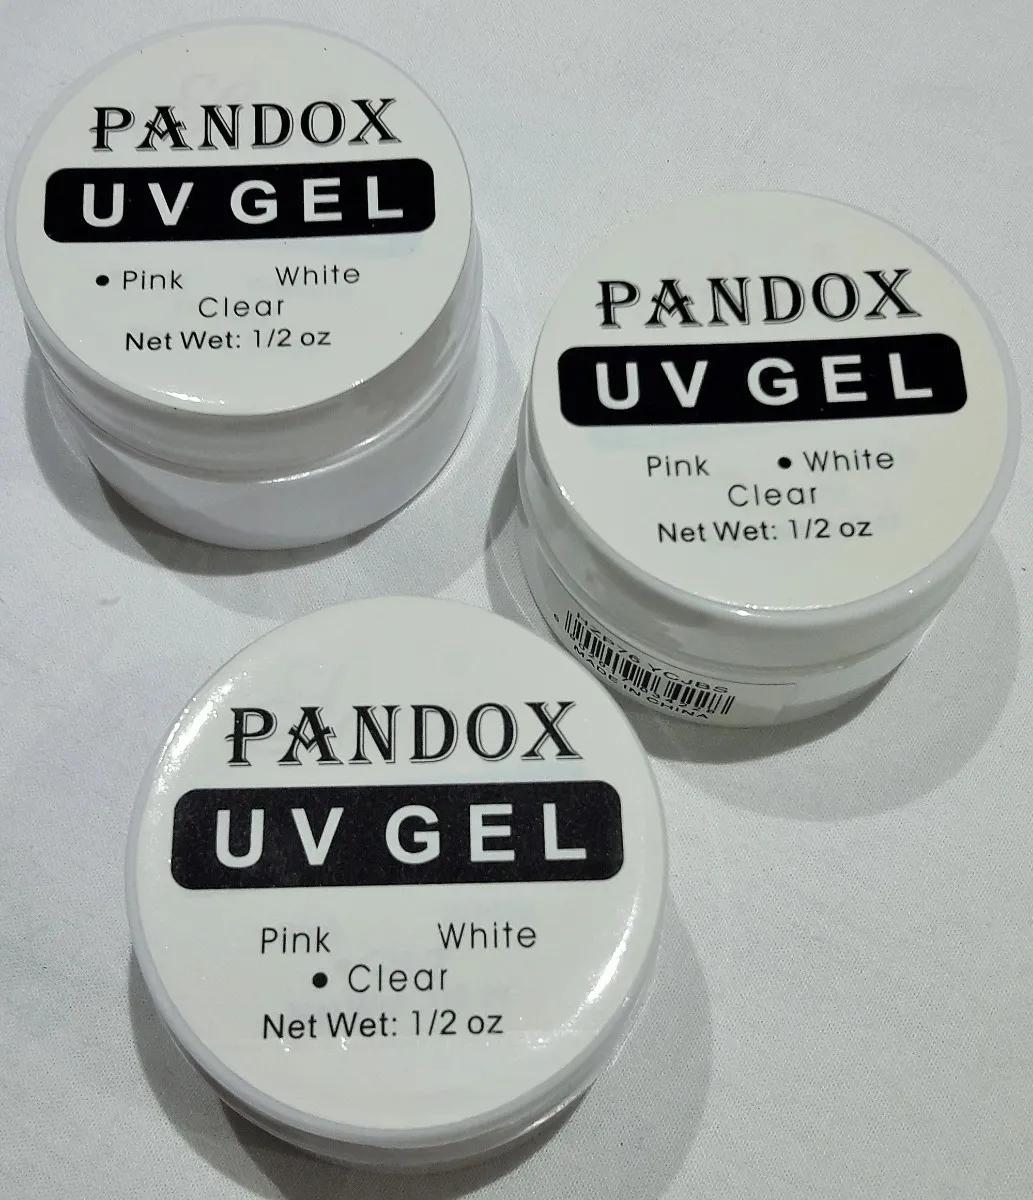 PANDOX
UV GEL
• Pink White
Clear
Net Wet: 1/2 oz
PANDOX
UV GEL
Pink • White
Clear
Net Wet: 1/2 oz
MADE IN CHINA
PANDOX
UV GEL
Pink White
• Clear
Net Wet: 1/2 oz